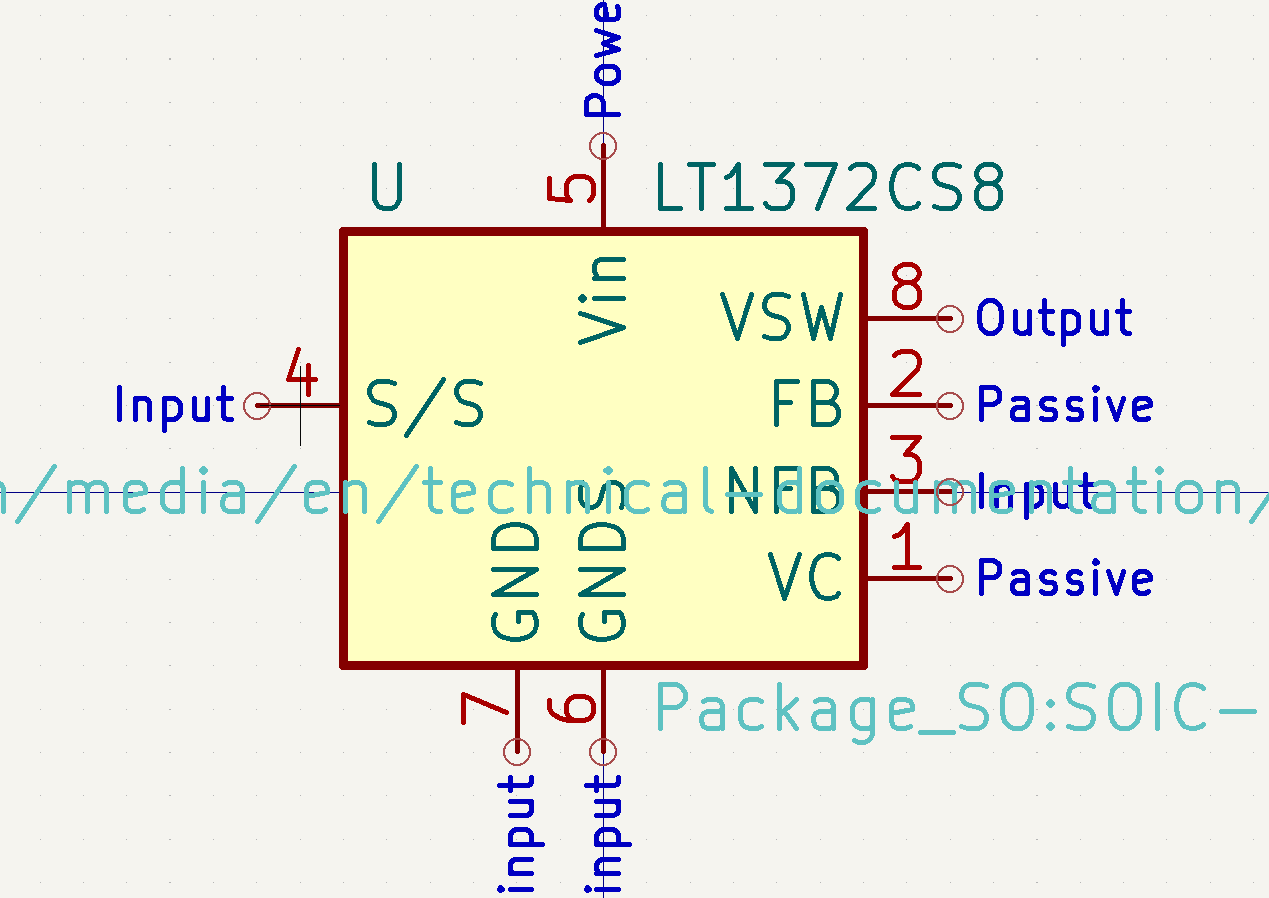 Powe
5
U
LT1372CS8
Vin
8
VSW
Output
4
2
Input
S/S
FB
Passive
3
/media/en/technical-documentation/
NFB
Input
1
GND
GNDS
VC
Passive
7
6
Package_SO:SOIC-
input
input